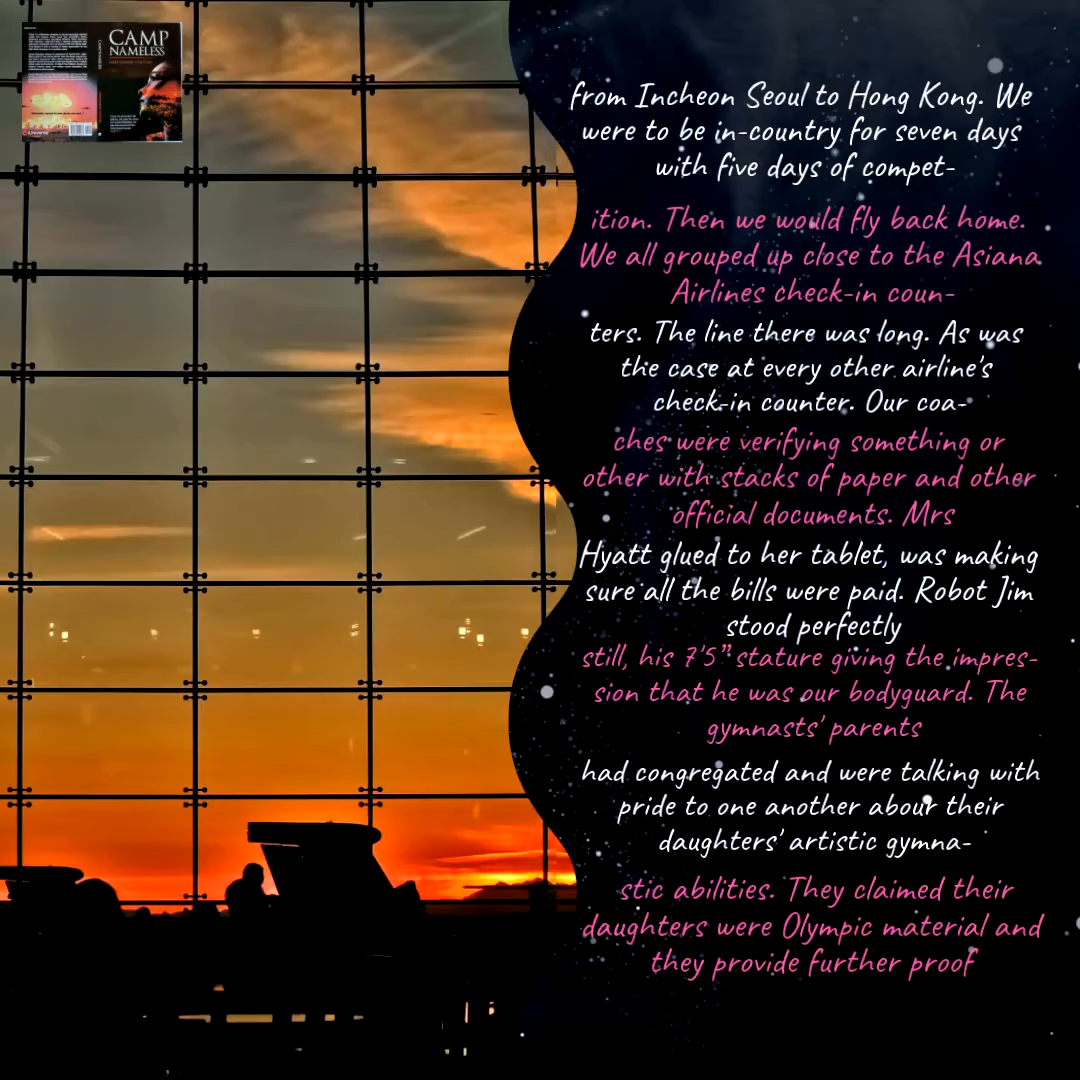 CAMP
NAMELESS
from Incheon Seoul to Hong Kong. We
were to be in-country for seven days
with five days of compet-
ition. Then we would fly back home.
We all grouped up close to the Asiana
Airlines check-in coun-
ters. The line there was long. As was
the case at every other airline's
check-in counter. Our coa-
ches were verifying something or
other with stacks of paper and other
official documents. Mrs
Hyatt glued to her tablet, was making
sure all the bills were paid. Robot Jim
stood perfectly
still, his 7'5" stature giving the impres-
sion that he was our bodyguard. The
gymnasts' parents
had congregated and were talking with
pride to one another abour their
daughters' artistic gymna-
stic abilities. They claimed their
daughters were Olympic material and
they provide further proof